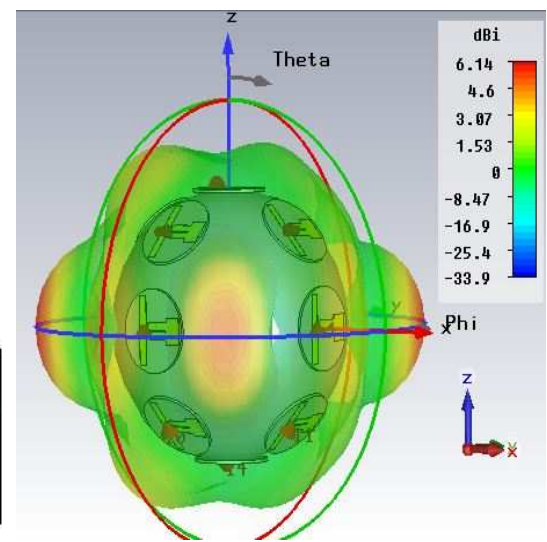 z
Theta
dBi
6.14
4.6
3.07
1.53
0
-8.47
-16.9
-25.4
-33.9
y
x
Phi
z
x
14